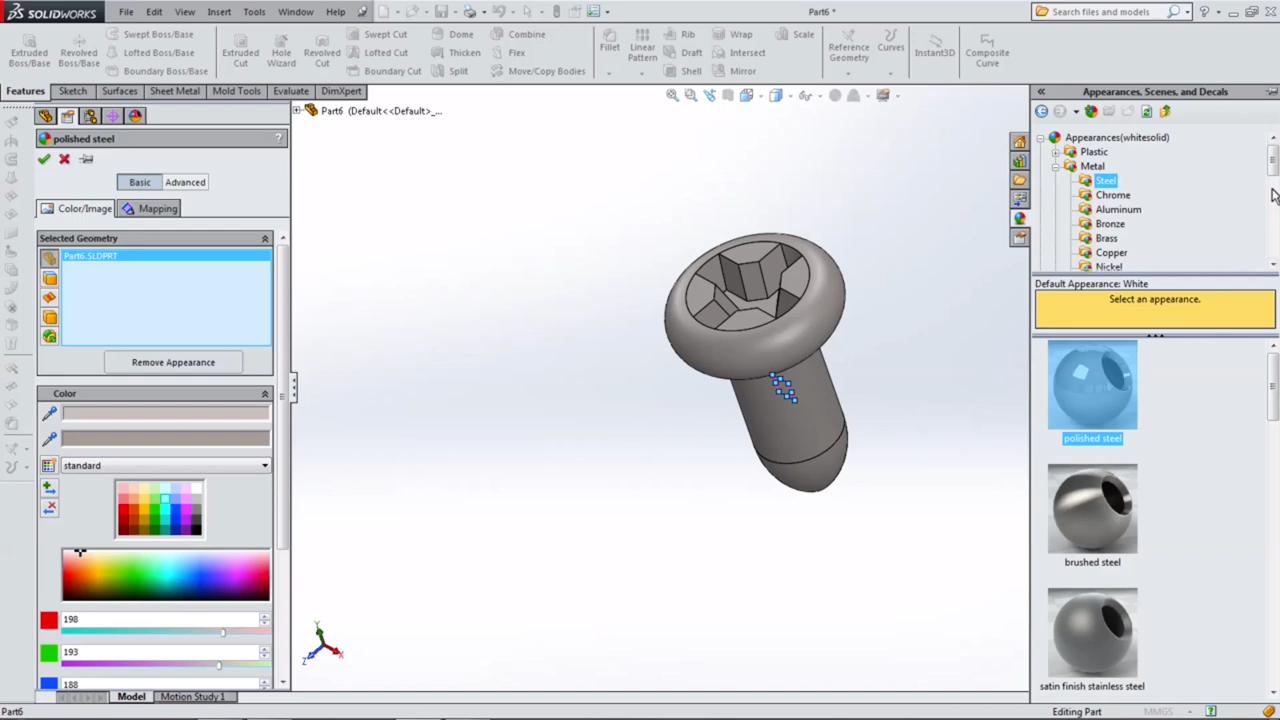 SOLIDWORKS File Edit View Insert Tools Window Help Part6 * Search files and models
Extruded Boss/Base Revolved Boss/Base Swept Boss/Base Lofted Boss/Base Boundary Boss/Base Extruded Cut Hole Wizard Revolved Cut Swept Cut Lofted Cut Boundary Cut Dome Thicken Split Combine Flex Move/Copy Bodies Fillet Linear Pattern Rib Draft Shell Wrap Intersect Mirror Scale Reference Geometry Curves Instant3D Composite Curve
Features Sketch Surfaces Sheet Metal Mold Tools Evaluate DimXpert
Part6 (Default<<Default>_...
polished steel ?
Basic Advanced
Color/Image Mapping
Selected Geometry
Part6.SLDPRT
Remove Appearance
Color
standard
198
193
188
Y
X
Z
Appearances, Scenes, and Decals
Appearances(whitesolid)
Plastic
Metal
Steel
Chrome
Aluminum
Bronze
Brass
Copper
Nickel
Default Appearance: White
Select an appearance.
polished steel
brushed steel
satin finish stainless steel
Model Motion Study 1
Part6 Editing Part MMGS